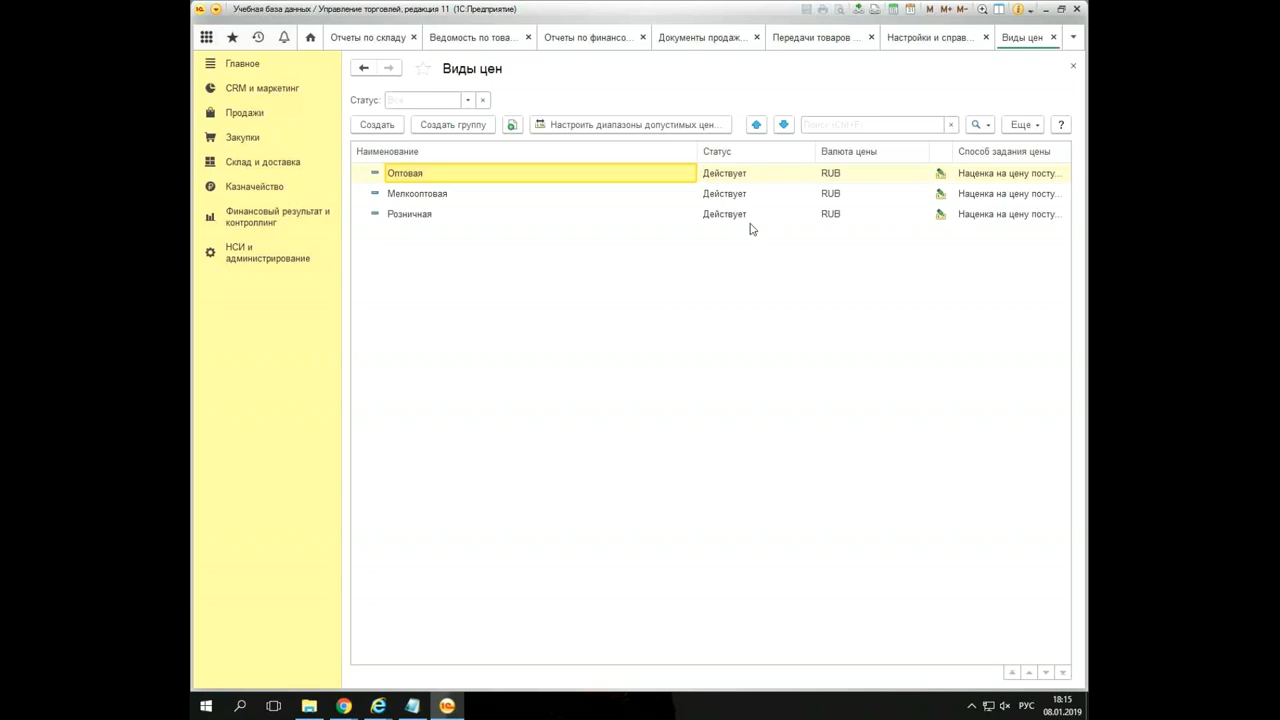 Учебная база данных / Управление торговлей, редакция 11 (1С:Предприятие)
M M+ M-
Отчеты по складу
Ведомость по това...
Отчеты по финансо...
Документы продаж...
Передачи товаров ...
Настройки и справ...
Виды цен
Главное
CRM и маркетинг
Продажи
Закупки
Склад и доставка
Казначейство
Финансовый результат и
контроллинг
НСИ и
администрирование
Виды цен
Статус: Все
Создать
Создать группу
Настроить диапазоны допустимых цен...
Поиск (Ctrl+F)
Еще
?
Наименование Статус Валюта цены Способ задания цены
Оптовая Действует RUB Наценка на цену посту...
Мелкооптовая Действует RUB Наценка на цену посту...
Розничная Действует RUB Наценка на цену посту...
РУС
18:15
08.01.2019